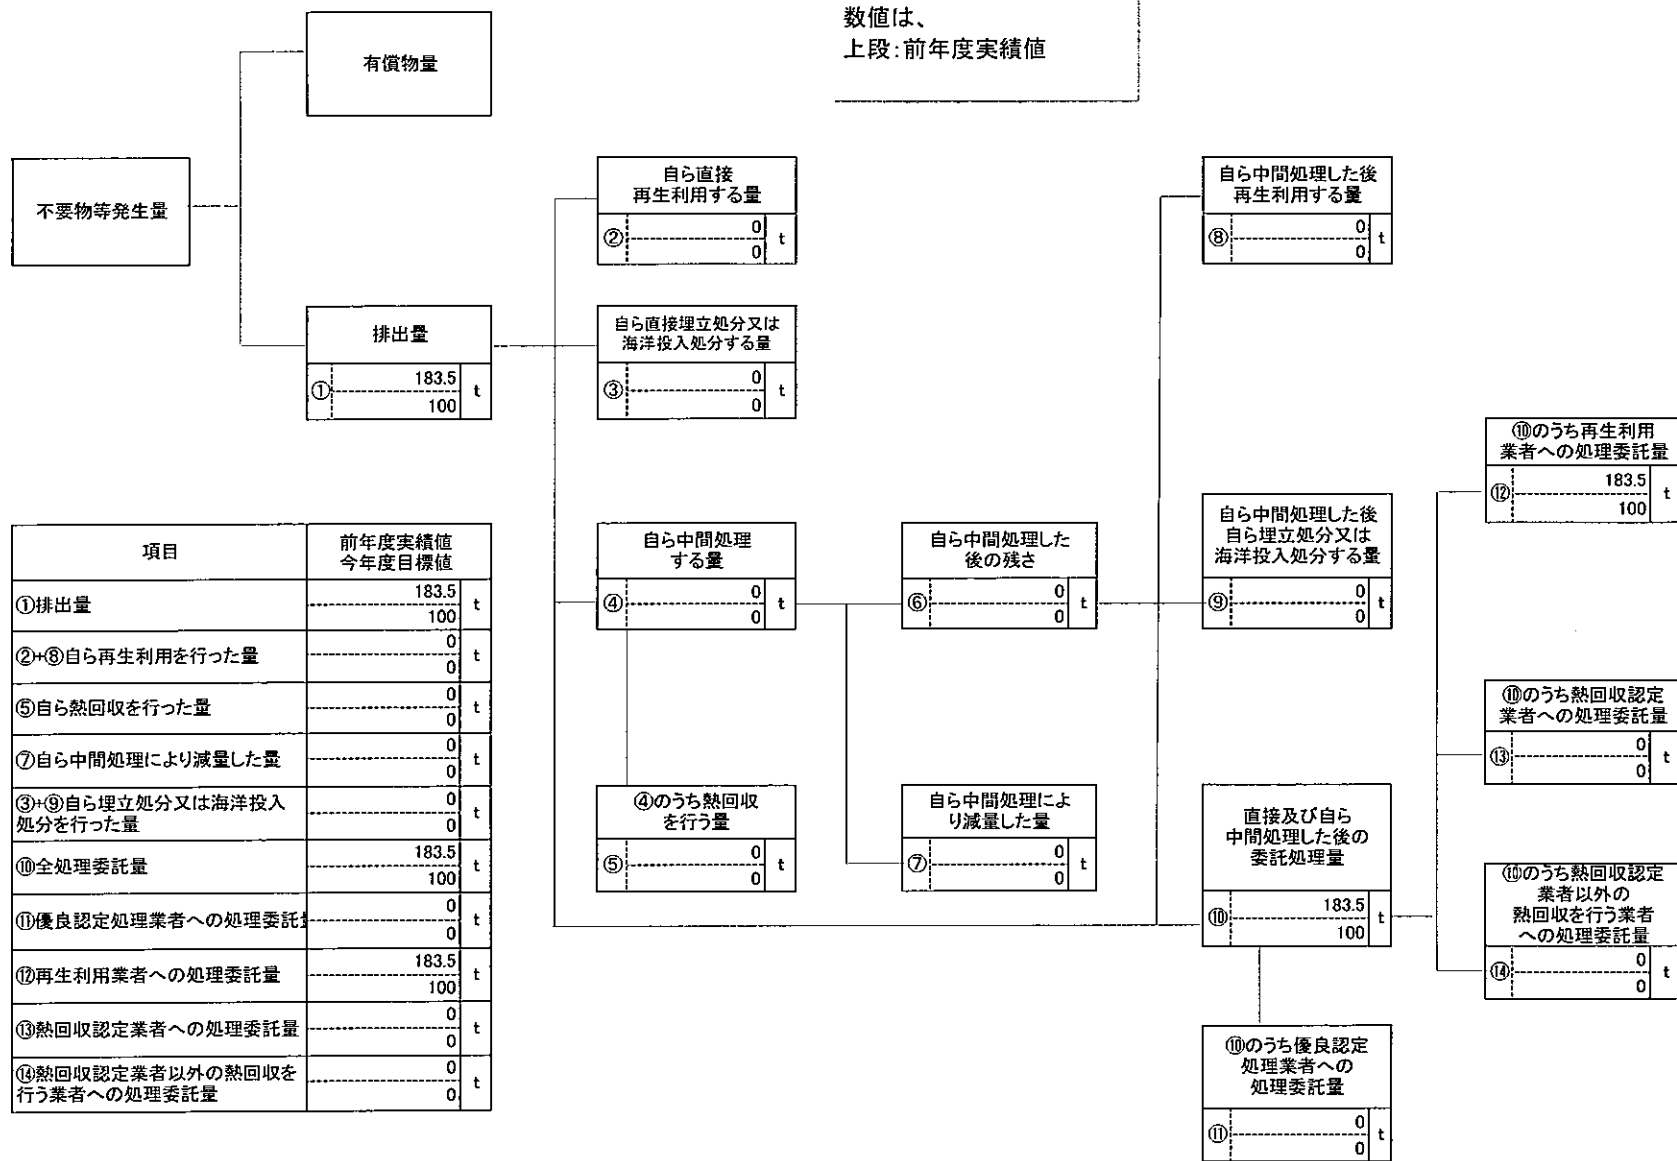 数値は、
上段:前年度実績値
有償物量
不要物等発生量
排出量
① 183.5 t
100
自ら直接
再生利用する量
② 0 t
0
自ら直接埋立処分又は
海洋投入処分する量
③ 0 t
0
自ら中間処理
する量
④ 0 t
0
④のうち熱回収
を行う量
⑤ 0 t
0
自ら中間処理した
後の残さ
⑥ 0 t
0
自ら中間処理によ
り減量した量
⑦ 0 t
0
自ら中間処理した後
再生利用する量
⑧ 0 t
0
自ら中間処理した後
自ら埋立処分又は
海洋投入処分する量
⑨ 0 t
0
直接及び自ら
中間処理した後の
委託処理量
⑩ 183.5 t
100
⑩のうち優良認定
処理業者への
処理委託量
⑪ 0 t
0
⑩のうち再生利用
業者への処理委託量
⑫ 183.5 t
100
⑩のうち熱回収認定
業者への処理委託量
⑬ 0 t
0
⑩のうち熱回収認定
業者以外の
熱回収を行う業者
への処理委託量
⑭ 0 t
0
項目 前年度実績値
今年度目標値
①排出量 183.5 t
100
②+⑧自ら再生利用を行った量 0 t
0
⑤自ら熱回収を行った量 0 t
0
⑦自ら中間処理により減量した量 0 t
0
③+⑨自ら埋立処分又は海洋投入
処分を行った量 0 t
0
⑩全処理委託量 183.5 t
100
⑪優良認定処理業者への処理委託 0 t
0
⑫再生利用業者への処理委託量 183.5 t
100
⑬熱回収認定業者への処理委託量 0 t
0
⑭熱回収認定業者以外の熱回収を
行う業者への処理委託量 0 t
0